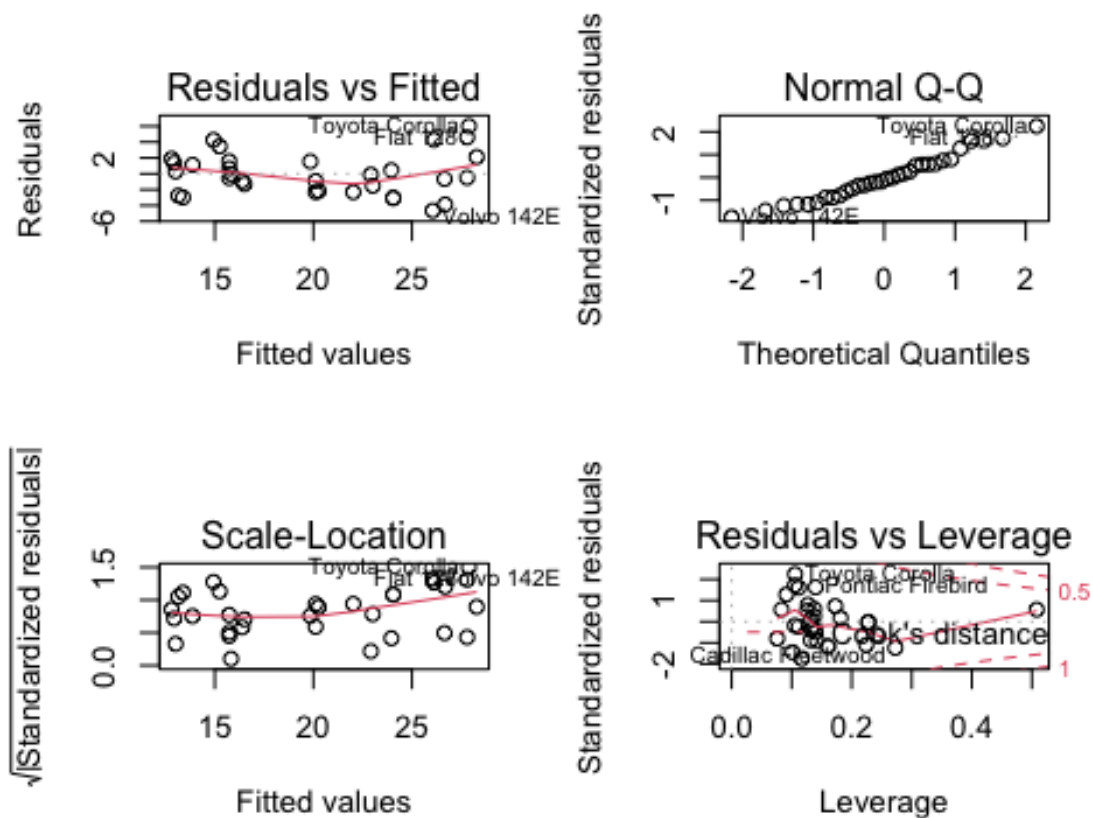 Residuals vs Fitted
Residuals
2
-6
Toyota Corolla
Fiat 128
Volvo 142E
15 20 25
Fitted values
Normal Q-Q
Standardized residuals
2
-1
Toyota Corolla
Fiat 128
Volvo 142E
-2 -1 0 1 2
Theoretical Quantiles
Scale-Location
√|Standardized residuals|
1.5
0.0
Toyota Corolla
Fiat 128
Volvo 142E
15 20 25
Fitted values
Residuals vs Leverage
Standardized residuals
1
-2
Toyota Corolla
Pontiac Firebird
0.5
Cook's distance
Cadillac Fleetwood
1
0.0 0.2 0.4
Leverage